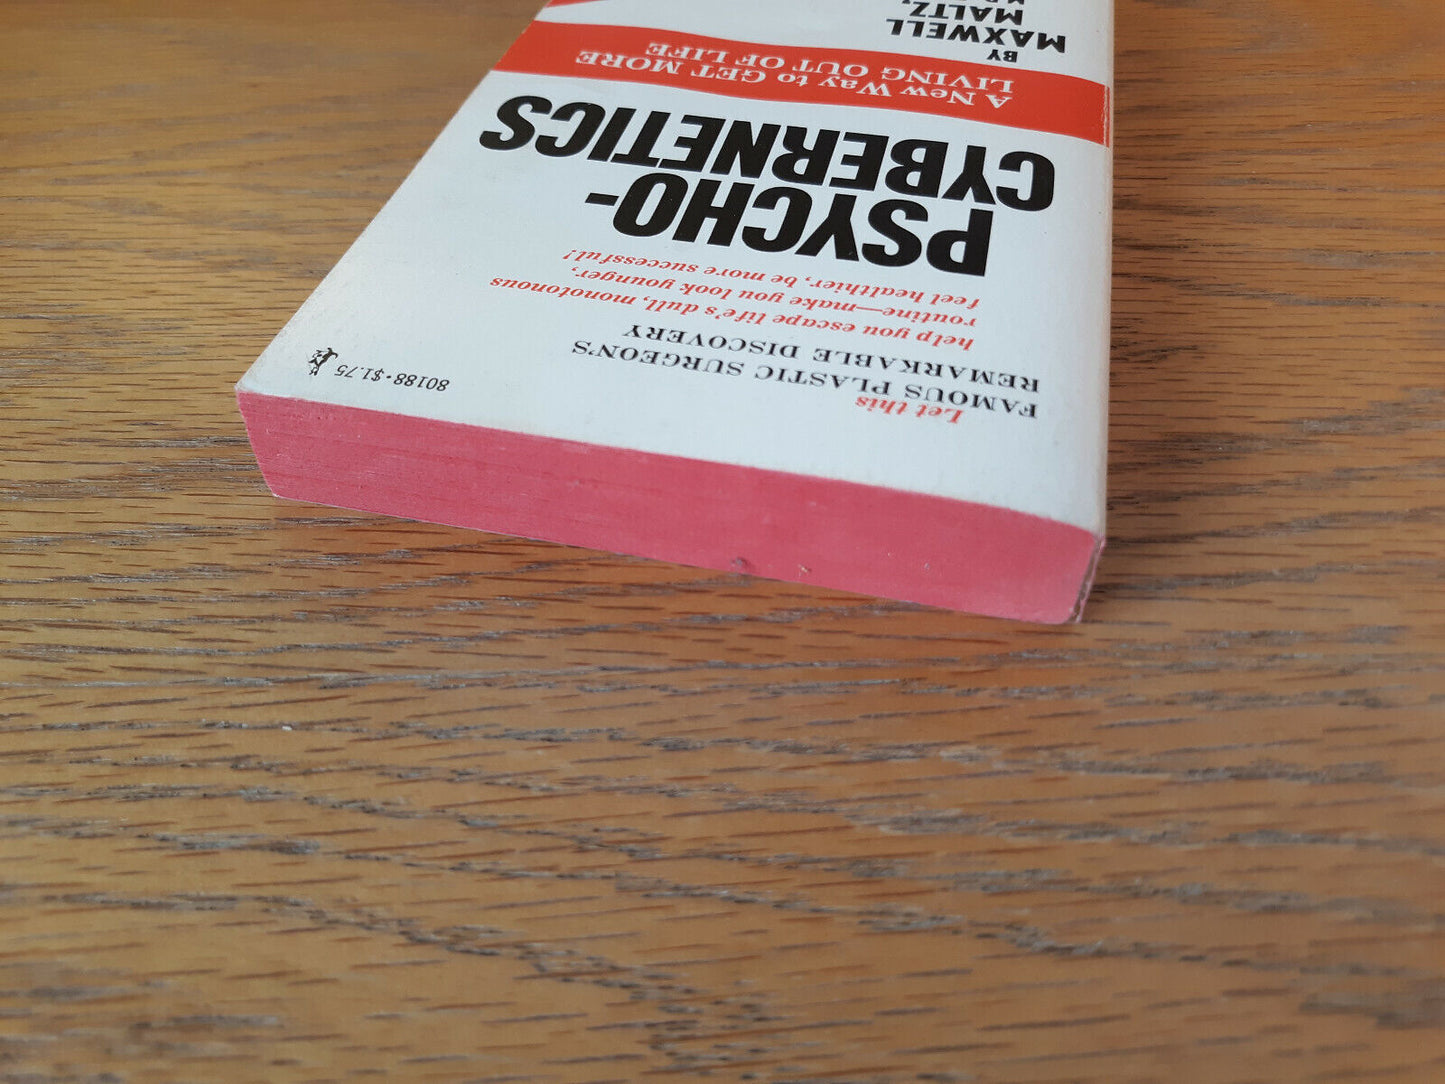 80188 • $1.75
Let this
FAMOUS PLASTIC SURGEON'S
REMARKABLE DISCOVERY
help you escape life's dull, monotonous
routine—make you look younger,
feel healthier, be more successful!
PSYCHO-
CYBERNETICS
A New Way to GET MORE
LIVING OUT OF LIFE
BY
MAXWELL
MALTZ,